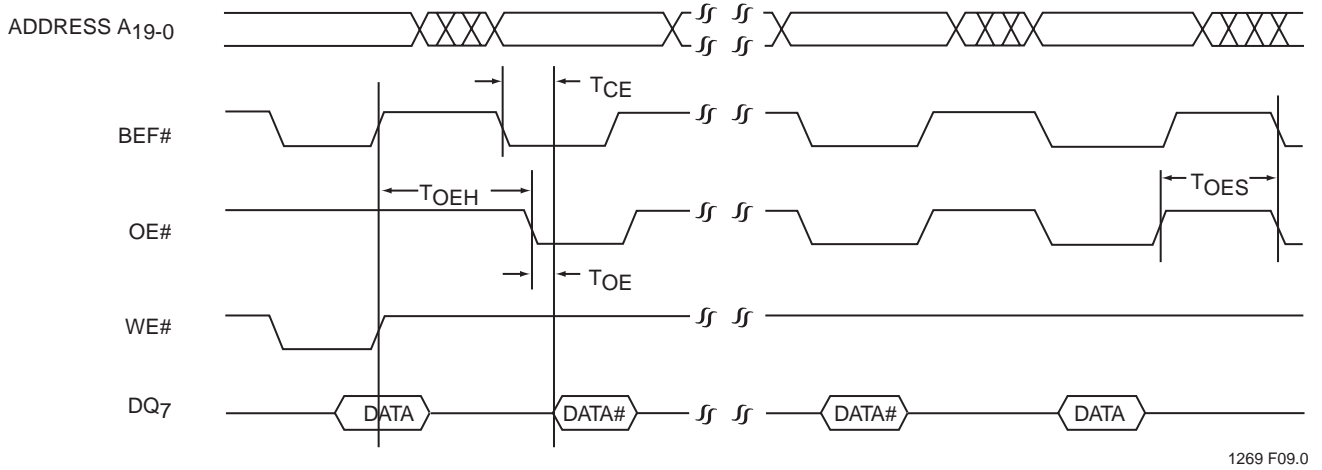 ADDRESS A19-0
TCE
BEF#
TOEH
TOES
OE#
TOE
WE#
DQ7
DATA
DATA#
DATA#
DATA
1269 F09.0